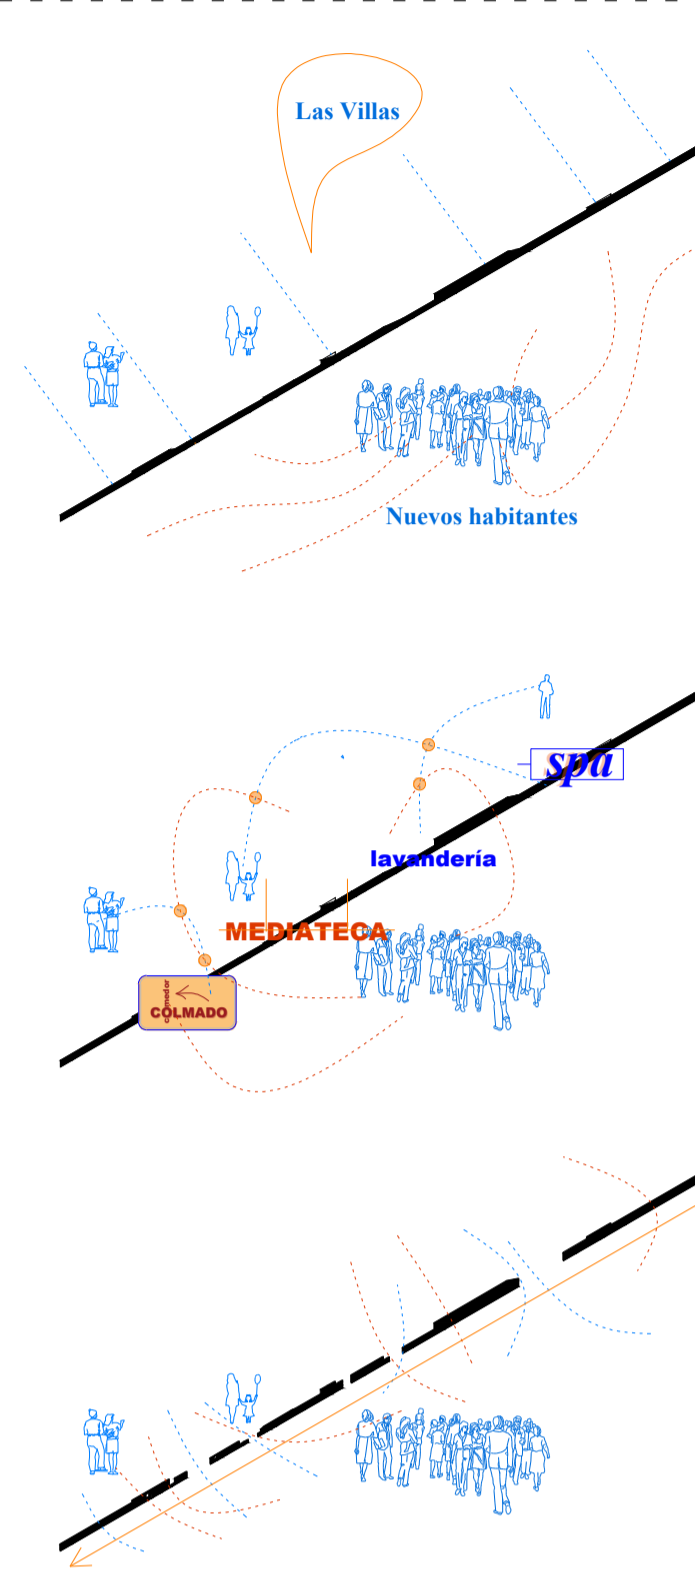 Las Villas
Nuevos habitantes
spa
lavandería
MEDIATECA
comedor
COLMADO